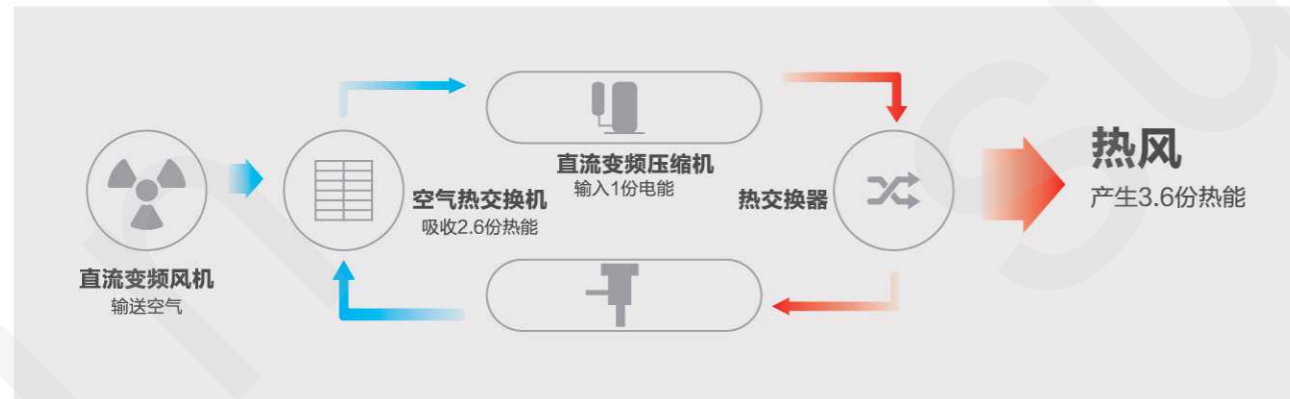 直流变频压缩机
输入1份电能
空气热交换机
吸收2.6份热能
热交换器
热风
产生3.6份热能
直流变频风机
输送空气